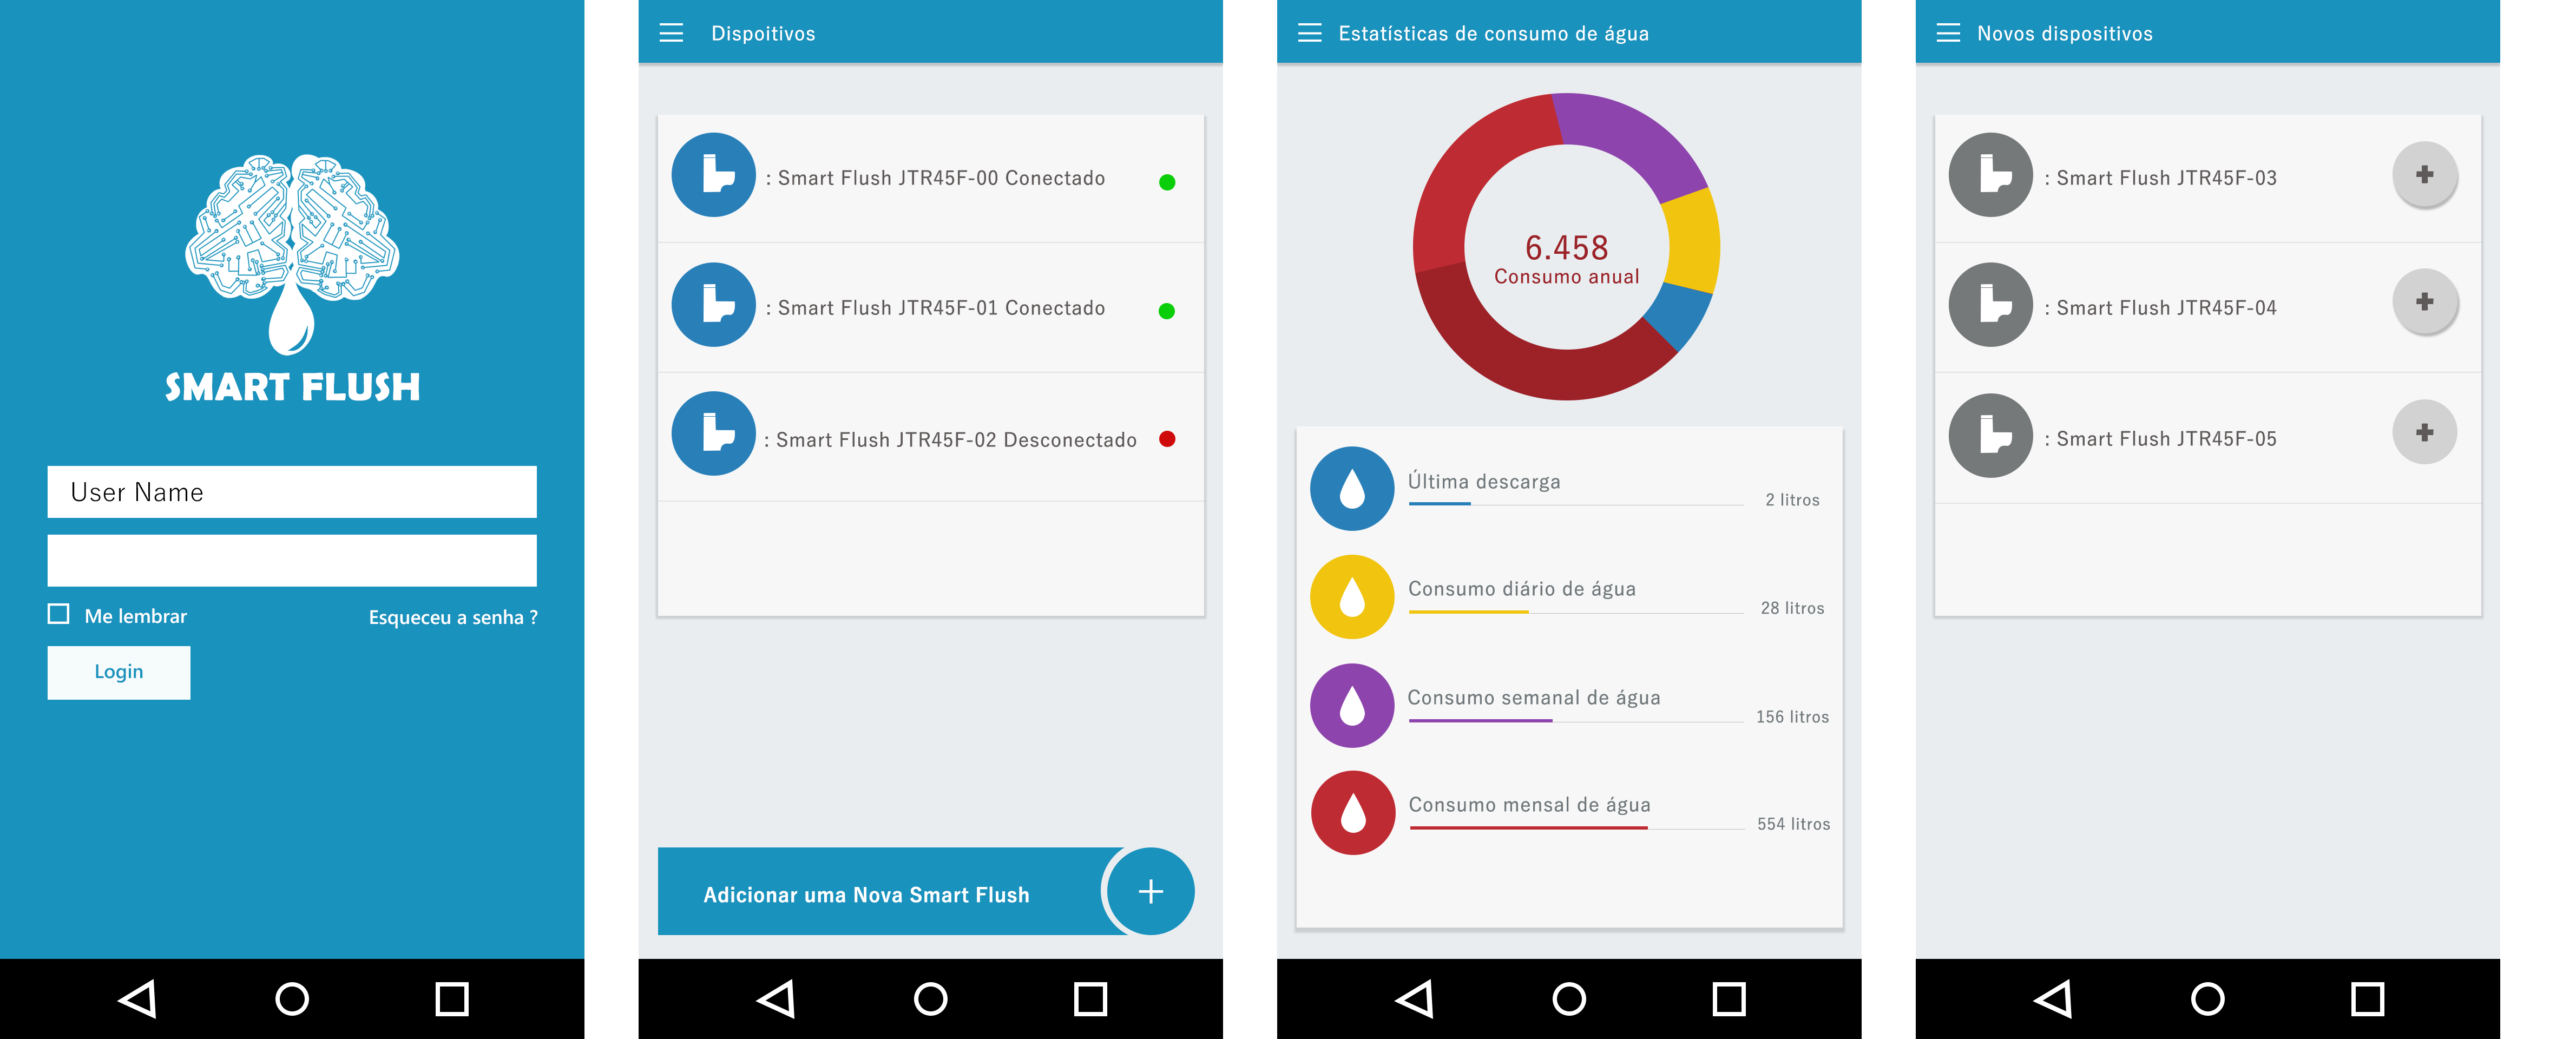 SMART FLUSH
User Name
Me lembrar
Esqueceu a senha ?
Login
Dispoitivos
: Smart Flush JTR45F-00 Conectado
: Smart Flush JTR45F-01 Conectado
: Smart Flush JTR45F-02 Desconectado
Adicionar uma Nova Smart Flush
Estatísticas de consumo de água
6.458
Consumo anual
Última descarga
2 litros
Consumo diário de água
28 litros
Consumo semanal de água
156 litros
Consumo mensal de água
554 litros
Novos dispositivos
: Smart Flush JTR45F-03
: Smart Flush JTR45F-04
: Smart Flush JTR45F-05